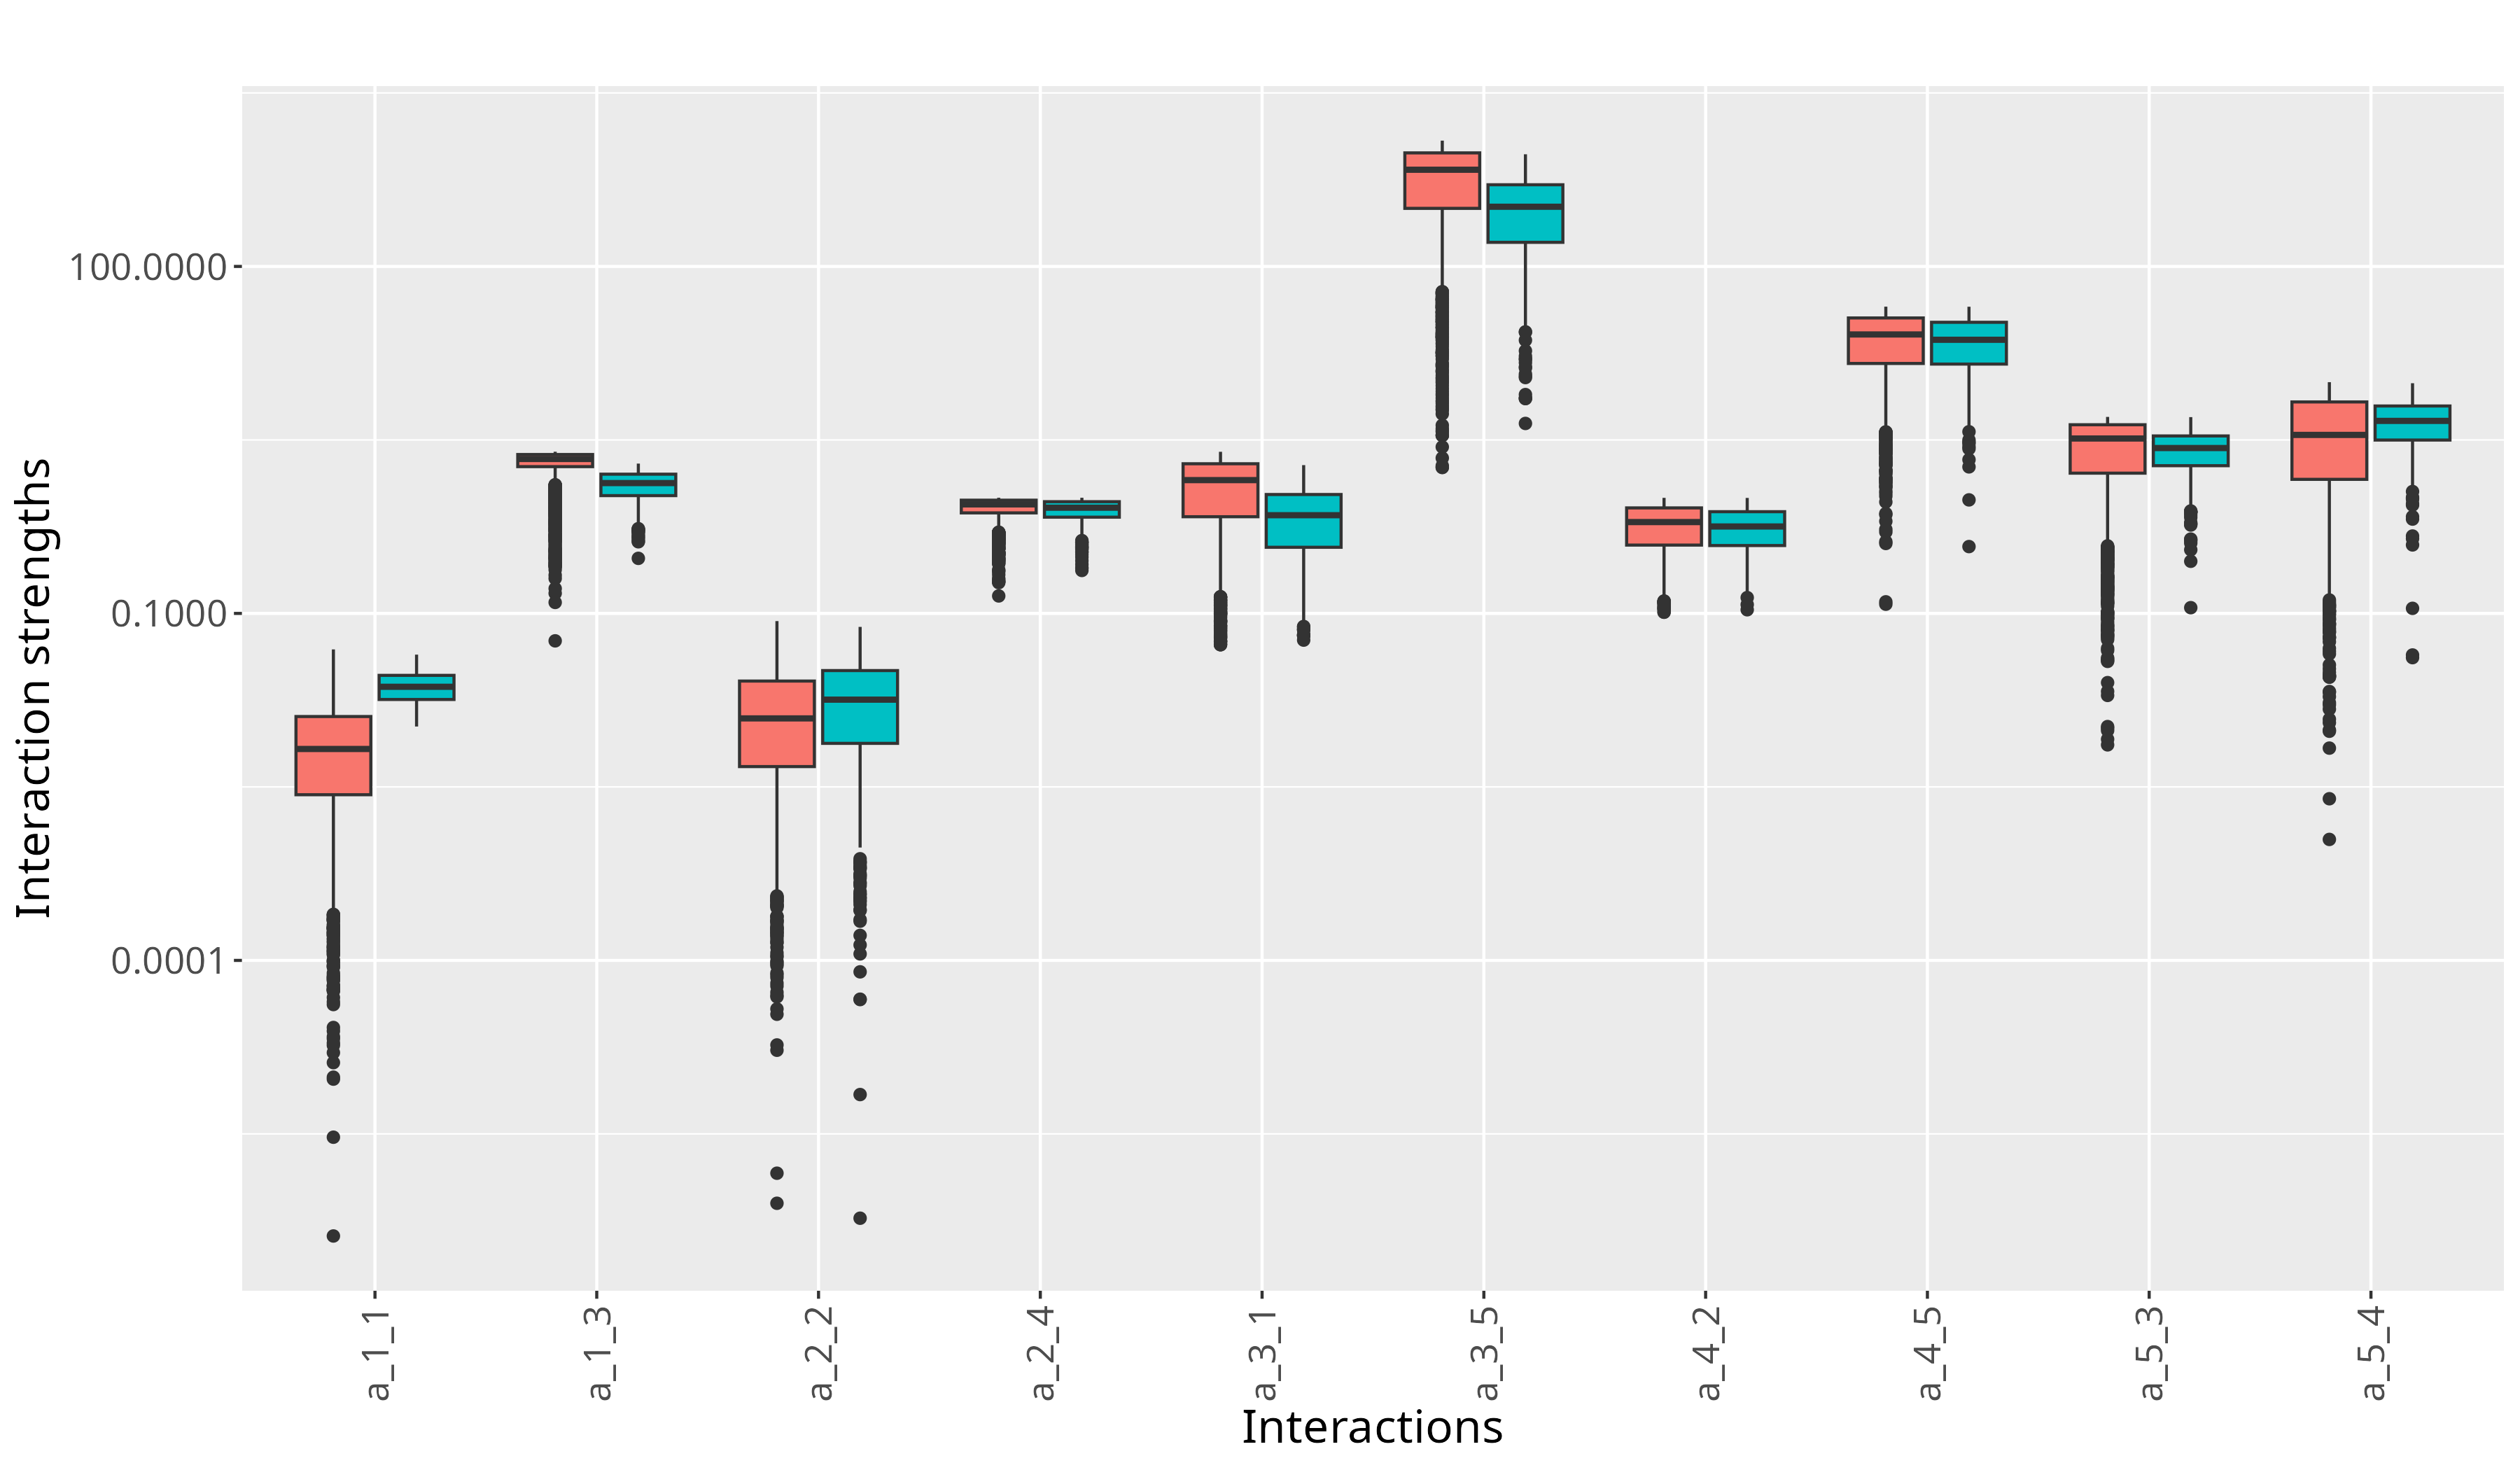 Interaction strengths
100.0000
0.1000
0.0001
a_1_1
a_1_3
a_2_2
a_2_4
a_3_1
a_3_5
a_4_2
a_4_5
a_5_3
a_5_4
Interactions